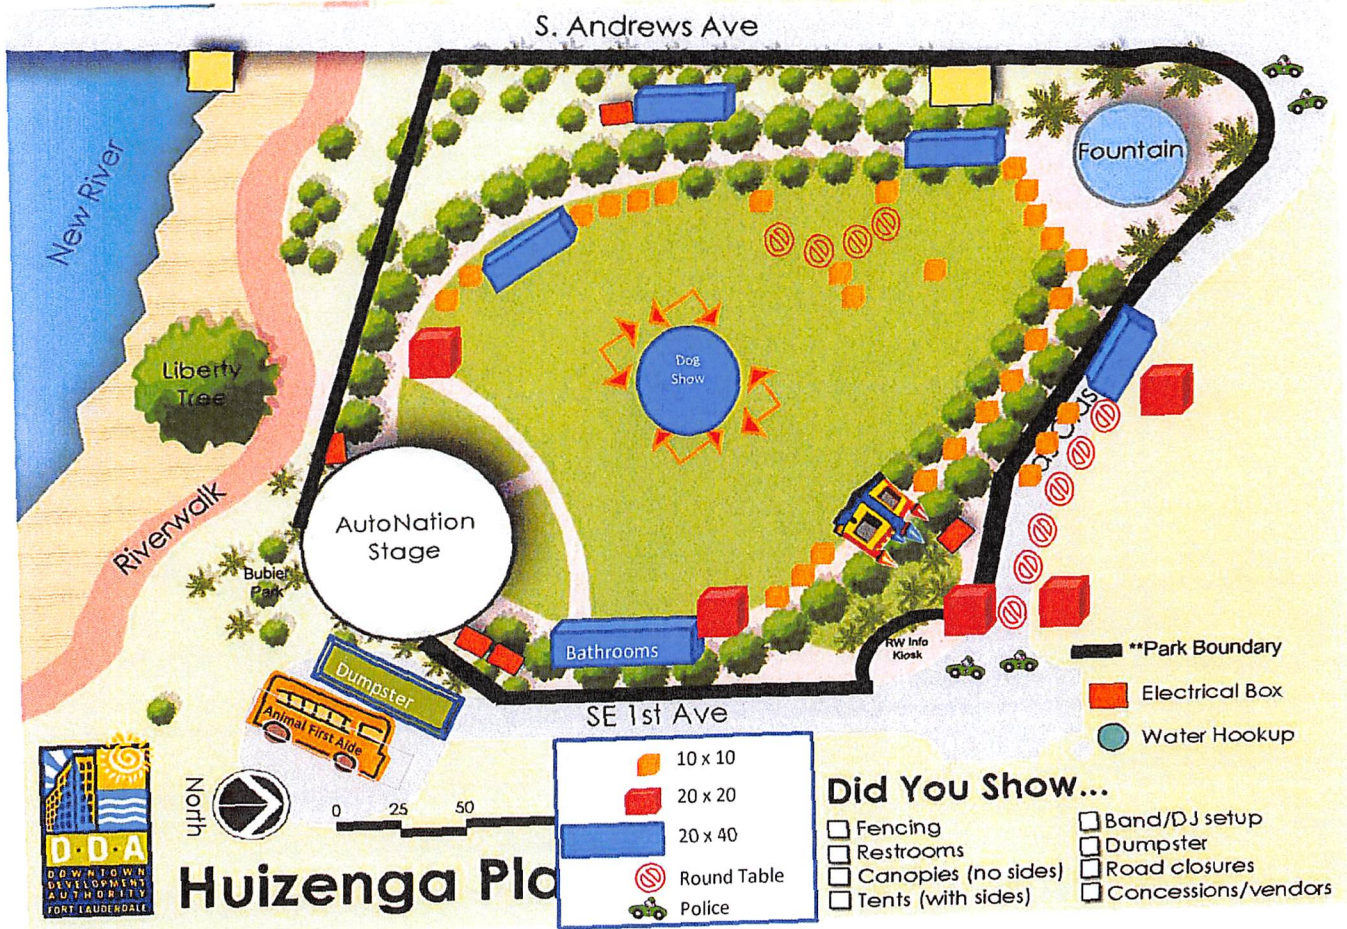 S. Andrews Ave
New River
Fountain
Dog
Show
Liberty
Tree
Riverwalk
AutoNation
Stage
Bubier
Park
Bathrooms
RW Info
Kiosk
Dumpster
Animal First Aide
SE 1st Ave
**Park Boundary
Electrical Box
Water Hookup
North
0 25 50
10 x 10
20 x 20
20 x 40
Round Table
Police
D·D·A
DOWNTOWN
DEVELOPMENT
AUTHORITY
FORT LAUDERDALE
Huizenga Pla
Did You Show...
Fencing
Restrooms
Canopies (no sides)
Tents (with sides)
Band/DJ setup
Dumpster
Road closures
Concessions/vendors